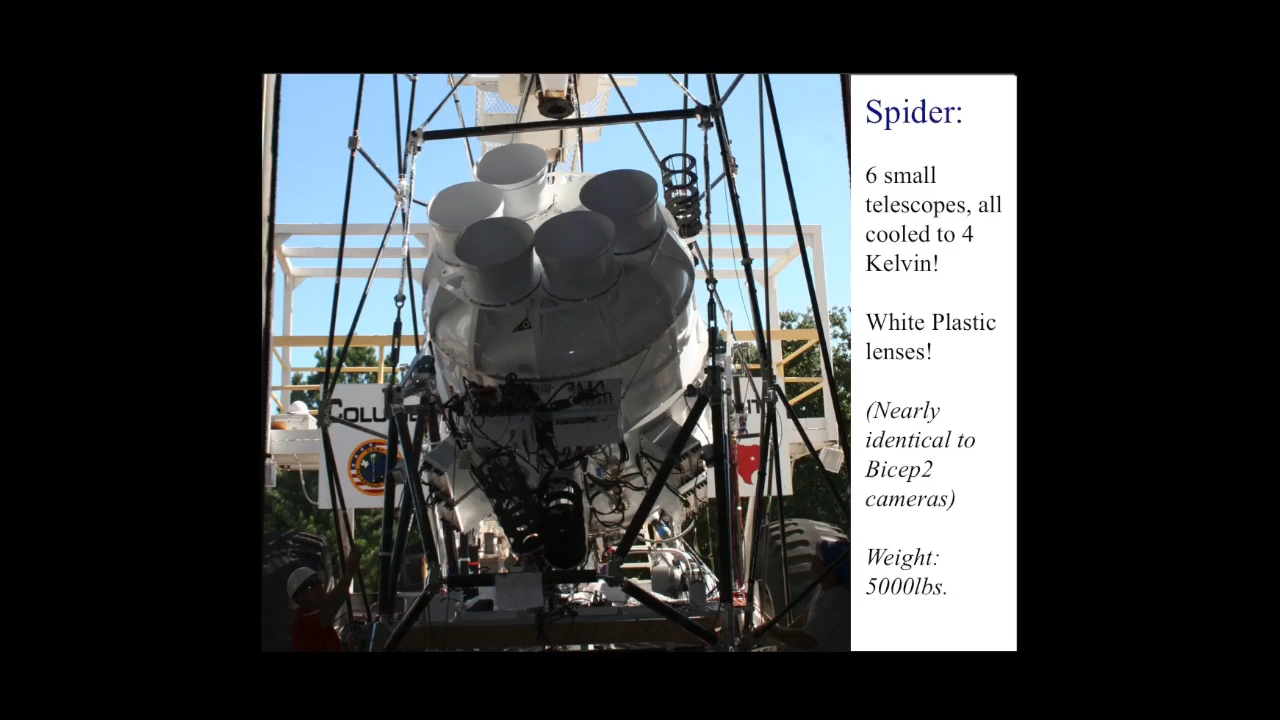 Spider:
6 small
telescopes, all
cooled to 4
Kelvin!
White Plastic
lenses!
(Nearly
identical to
Bicep2
cameras)
Weight:
5000lbs.